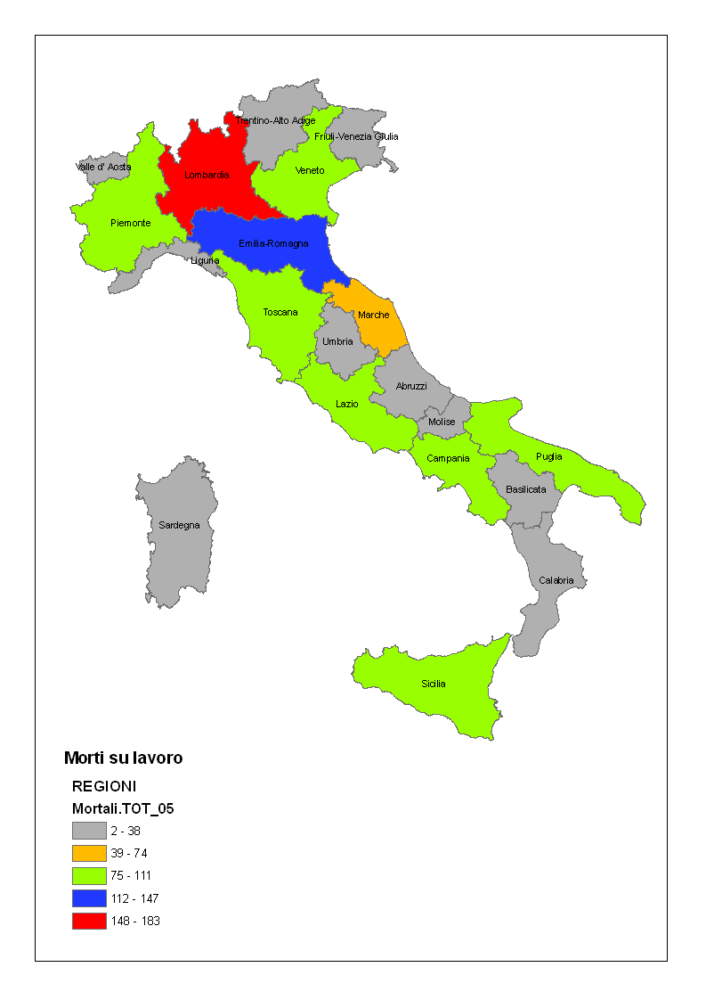 Trentino-Alto Adige
Friuli-Venezia Giulia
Valle d' Aosta
Lombardia
Veneto
Piemonte
Emilia-Romagna
Liguria
Toscana
Marche
Umbria
Abruzzi
Lazio
Molise
Campania
Puglia
Basilicata
Sardegna
Calabria
Sicilia
Morti su lavoro
REGIONI
Mortali.TOT_05
2 - 38
39 - 74
75 - 111
112 - 147
148 - 183